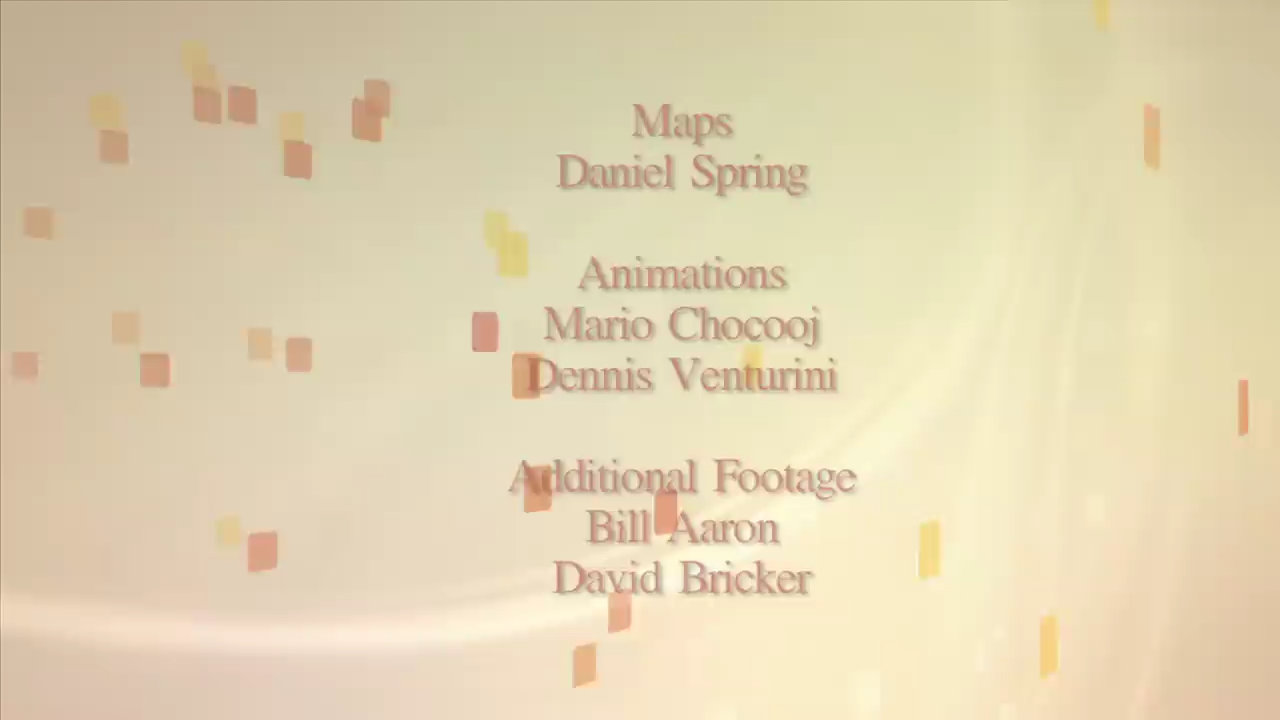 Maps
Daniel Spring
Animations
Mario Chocooj
Dennis Venturini
Additional Footage
Bill Aaron
David Bricker